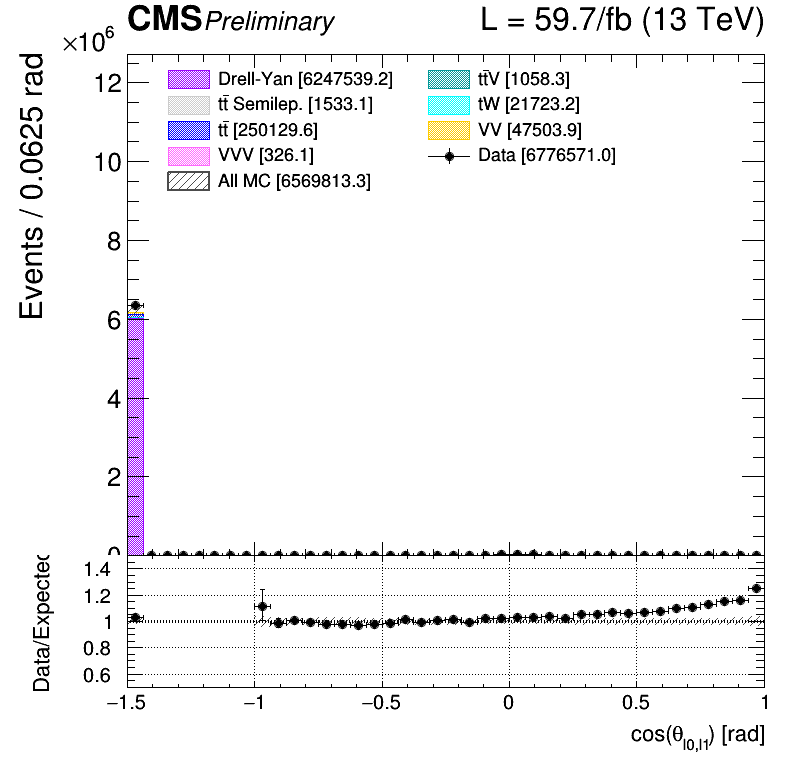 CMS Preliminary L = 59.7/fb (13 TeV)
×10⁶
Events / 0.0625 rad
12
10
8
6
4
2
0
Drell-Yan [6247539.2]
tt̄ Semilep. [1533.1]
tt̄ [250129.6]
VVV [326.1]
All MC [6569813.3]
tt̄V [1058.3]
tW [21723.2]
VV [47503.9]
Data [6776571.0]
Data/Expected
1.4
1.2
1
0.8
0.6
−1.5 −1 −0.5 0 0.5 1
cos(θ_l0,l1) [rad]